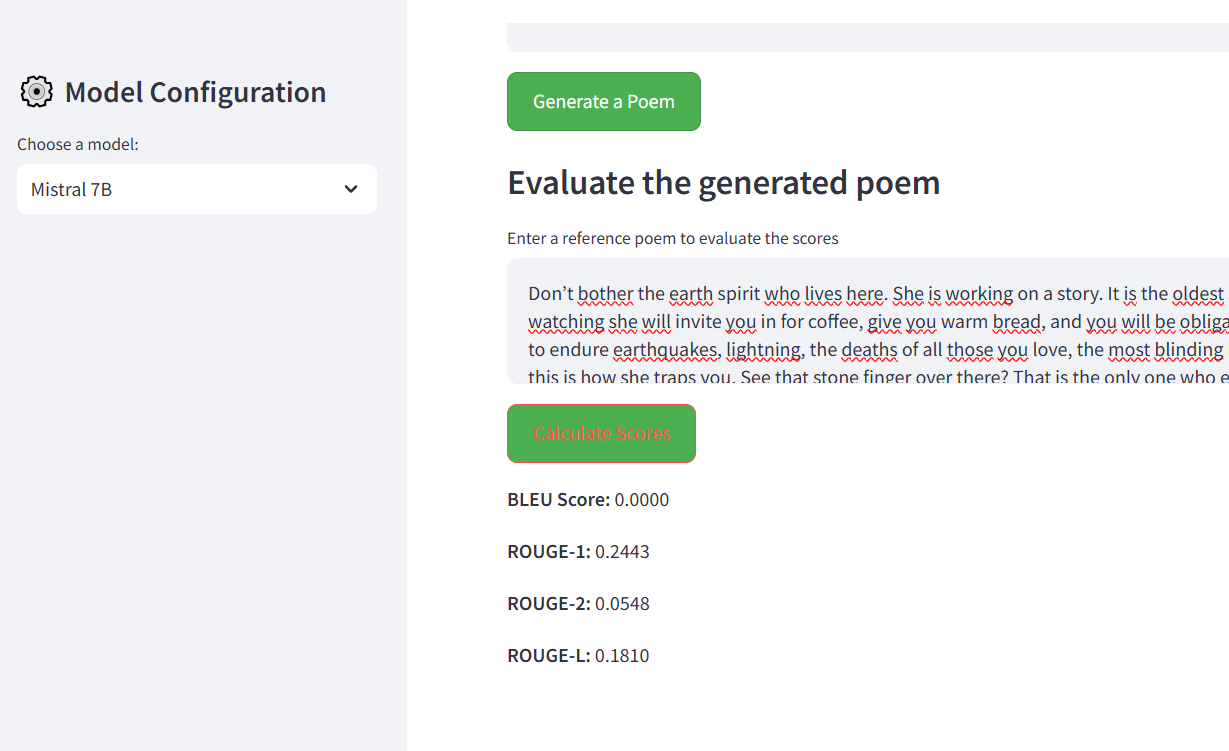 Model Configuration
Choose a model:
Mistral 7B
Generate a Poem
Evaluate the generated poem
Enter a reference poem to evaluate the scores
Don’t bother the earth spirit who lives here. She is working on a story. It is the oldest
watching she will invite you in for coffee, give you warm bread, and you will be
to endure earthquakes, lightning, the deaths of all those you love, the most blinding
this is how she traps you. See that stone finger over there? That is the only one who
Calculate Scores
BLEU Score: 0.0000
ROUGE-1: 0.2443
ROUGE-2: 0.0548
ROUGE-L: 0.1810